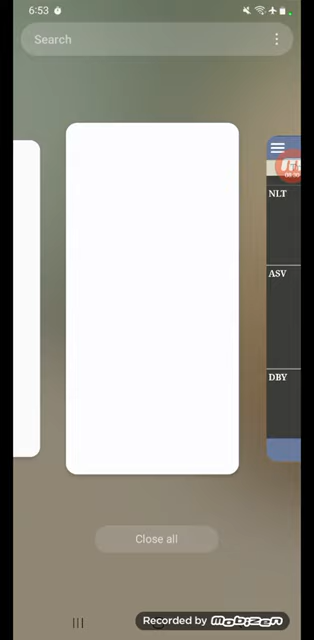 6:53
Search
NLT
ASV
DBY
Close all
Recorded by mobizen